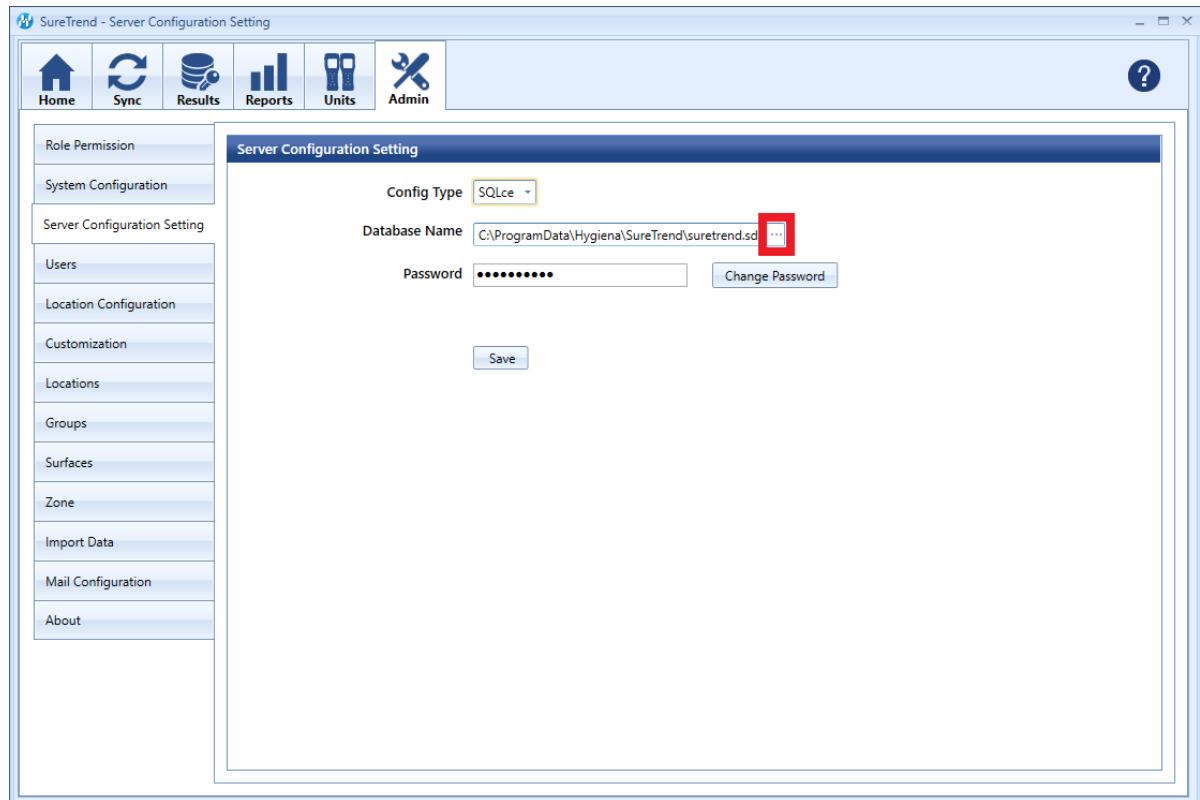 SureTrend - Server Configuration Setting
Home Sync Results Reports Units Admin
?
Role Permission
System Configuration
Server Configuration Setting
Users
Location Configuration
Customization
Locations
Groups
Surfaces
Zone
Import Data
Mail Configuration
About
Server Configuration Setting
Config Type SQLce
Database Name C:\ProgramData\Hygiena\SureTrend\suretrend.sd ...
Password ●●●●●●●●●● Change Password
Save